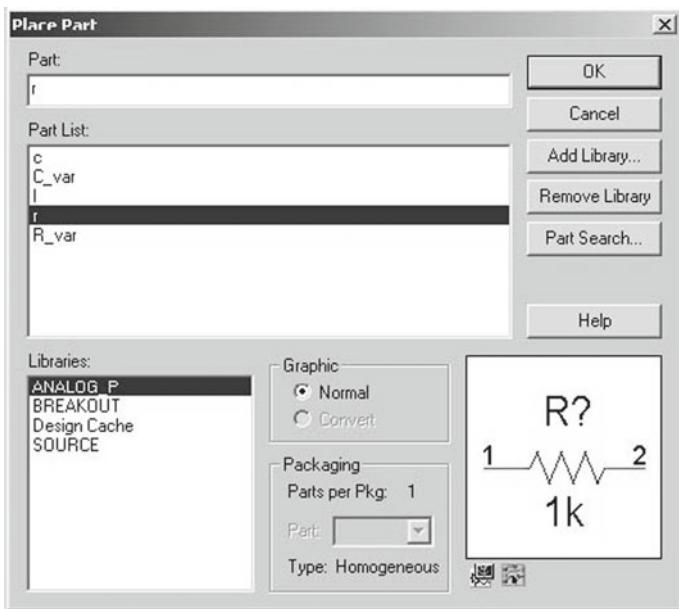 Place Part
Part:
r
OK
Cancel
Part List:
c
C_var
l
r
R_var
Add Library...
Remove Library
Part Search...
Help
Libraries:
ANALOG_P
BREAKOUT
Design Cache
SOURCE
Graphic
Normal
Convert
Packaging
Parts per Pkg: 1
Part:
Type: Homogeneous
R?
1 2
1k